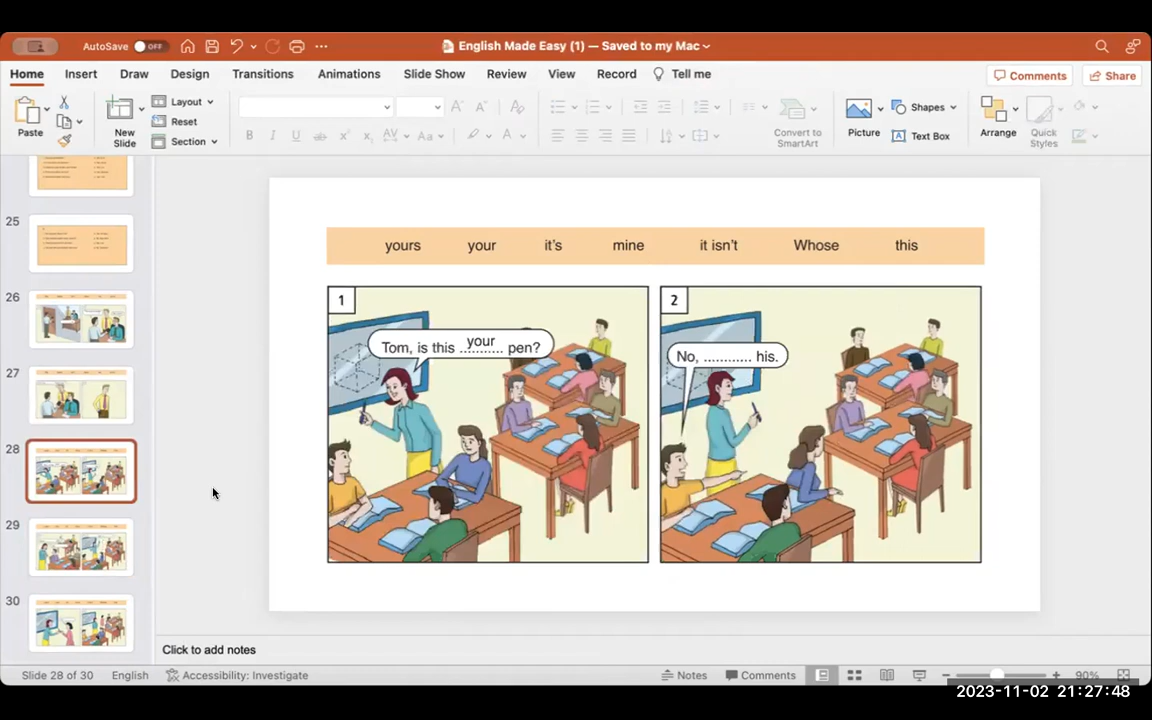 AutoSave OFF
English Made Easy (1) — Saved to my Mac
Home Insert Draw Design Transitions Animations Slide Show Review View Record Tell me
Comments Share
Paste
New Slide
Layout
Reset
Section
Convert to SmartArt
Picture
Shapes
Text Box
Arrange
Quick Styles
25
26
27
28
29
30
yours your it's mine it isn't Whose this
1
Tom, is this ............ pen?
your
2
No, ............ his.
Click to add notes
Slide 28 of 30 English Accessibility: Investigate Notes Comments 90%
2023-11-02 21:27:48